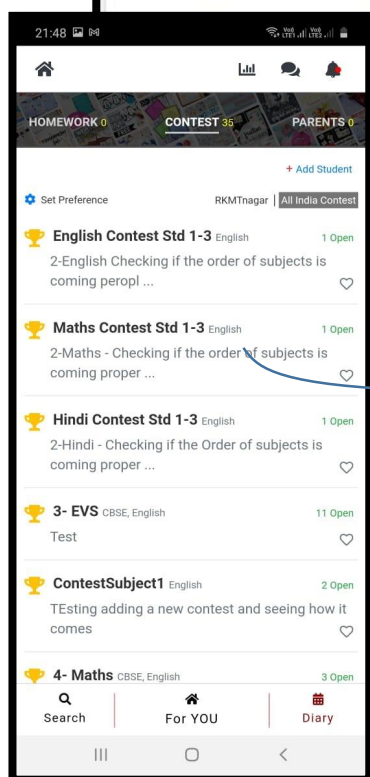 21:48
Vo) LTE1 Vo) LTE2
HOMEWORK 0 CONTEST 35 PARENTS 0
+ Add Student
Set Preference RKMTnagar | All India Contest
English Contest Std 1-3 English 1 Open
2-English Checking if the order of subjects is
coming peropl ...
Maths Contest Std 1-3 English 1 Open
2-Maths - Checking if the order of subjects is
coming proper ...
Hindi Contest Std 1-3 English 1 Open
2-Hindi - Checking if the Order of subjects is
coming proper ...
3- EVS CBSE, English 11 Open
Test
ContestSubject1 English 2 Open
TEsting adding a new contest and seeing how it
comes
4- Maths CBSE, English 3 Open
Search For YOU Diary